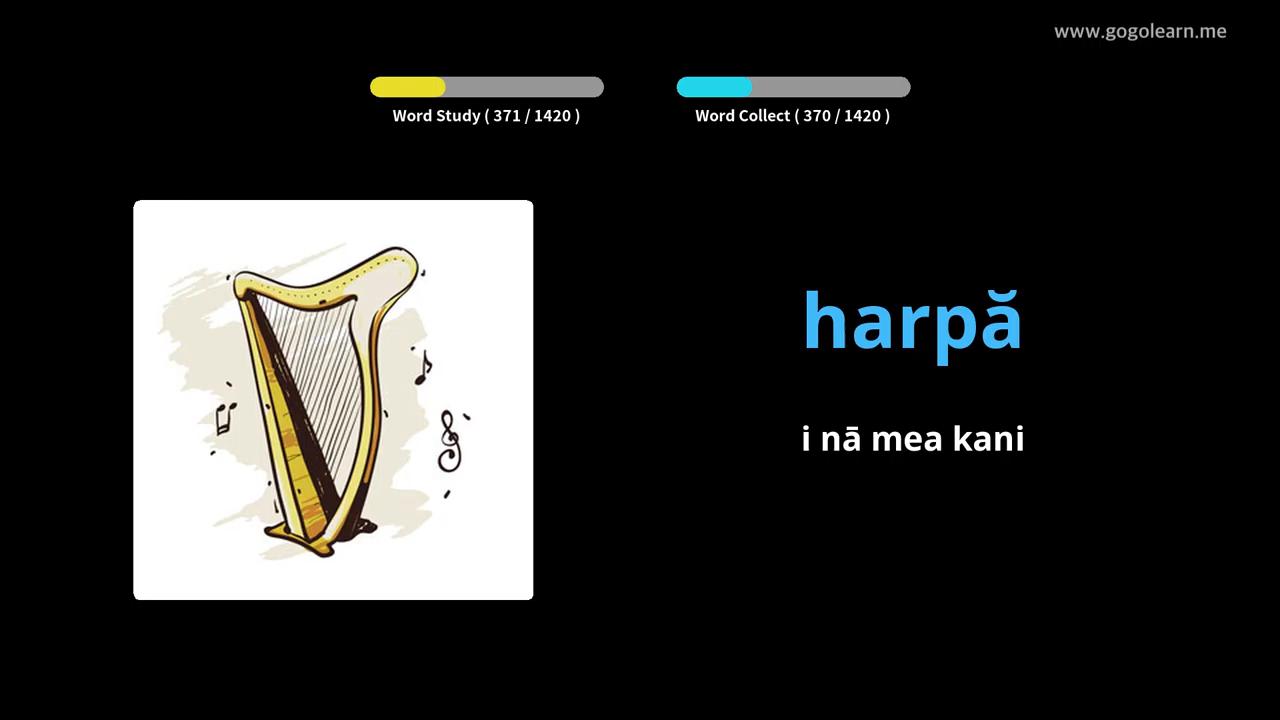 www.gogolearn.me
Word Study ( 371 / 1420 )
Word Collect ( 370 / 1420 )
harpă
i nā mea kani